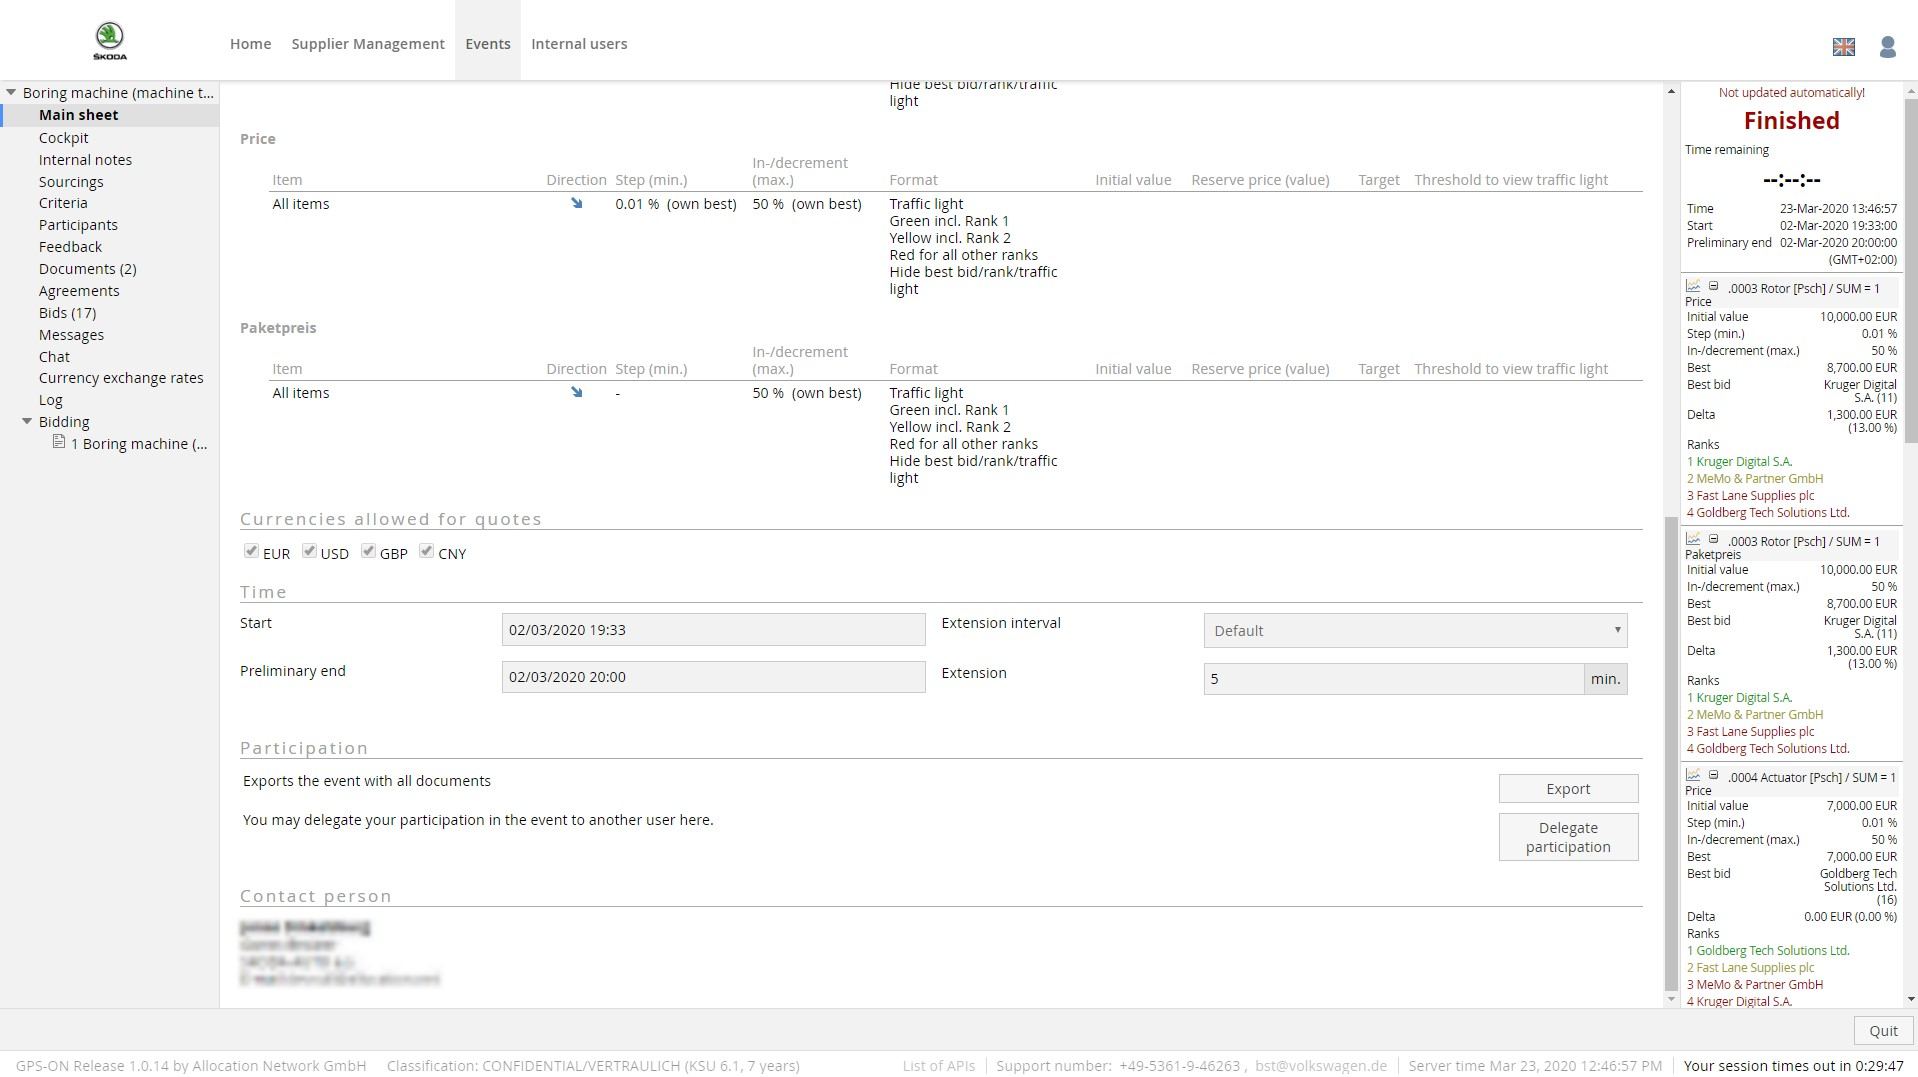 ŠKODA
Home Supplier Management Events Internal users
Boring machine (machine t...
Main sheet
Cockpit
Internal notes
Sourcings
Criteria
Participants
Feedback
Documents (2)
Agreements
Bids (17)
Messages
Chat
Currency exchange rates
Log
Bidding
1 Boring machine (...
Hide best bid/rank/traffic
light
Price
Item Direction Step (min.) In-/decrement (max.) Format Initial value Reserve price (value) Target Threshold to view traffic light
All items 0.01 % (own best) 50 % (own best) Traffic light
Green incl. Rank 1
Yellow incl. Rank 2
Red for all other ranks
Hide best bid/rank/traffic
light
Paketpreis
Item Direction Step (min.) In-/decrement (max.) Format Initial value Reserve price (value) Target Threshold to view traffic light
All items - 50 % (own best) Traffic light
Green incl. Rank 1
Yellow incl. Rank 2
Red for all other ranks
Hide best bid/rank/traffic
light
Currencies allowed for quotes
EUR USD GBP CNY
Time
Start 02/03/2020 19:33 Extension interval Default
Preliminary end 02/03/2020 20:00 Extension 5 min.
Participation
Exports the event with all documents Export
You may delegate your participation in the event to another user here. Delegate
participation
Contact person
Not updated automatically!
Finished
Time remaining
--:--:--
Time 23-Mar-2020 13:46:57
Start 02-Mar-2020 19:33:00
Preliminary end 02-Mar-2020 20:00:00
(GMT+02:00)
.0003 Rotor [Psch] / SUM = 1
Price
Initial value 10,000.00 EUR
Step (min.) 0.01 %
In-/decrement (max.) 50 %
Best 8,700.00 EUR
Best bid Kruger Digital
S.A. (11)
Delta 1,300.00 EUR
(13.00 %)
Ranks
1 Kruger Digital S.A.
2 MeMo & Partner GmbH
3 Fast Lane Supplies plc
4 Goldberg Tech Solutions Ltd.
.0003 Rotor [Psch] / SUM = 1
Paketpreis
Initial value 10,000.00 EUR
In-/decrement (max.) 50 %
Best 8,700.00 EUR
Best bid Kruger Digital
S.A. (11)
Delta 1,300.00 EUR
(13.00 %)
Ranks
1 Kruger Digital S.A.
2 MeMo & Partner GmbH
3 Fast Lane Supplies plc
4 Goldberg Tech Solutions Ltd.
.0004 Actuator [Psch] / SUM = 1
Price
Initial value 7,000.00 EUR
Step (min.) 0.01 %
In-/decrement (max.) 50 %
Best 7,000.00 EUR
Best bid Goldberg Tech
Solutions Ltd.
(16)
Delta 0.00 EUR (0.00 %)
Ranks
1 Goldberg Tech Solutions Ltd.
2 Fast Lane Supplies plc
3 MeMo & Partner GmbH
4 Kruger Digital S.A.
Quit
GPS-ON Release 1.0.14 by Allocation Network GmbH Classification: CONFIDENTIAL/VERTRAULICH (KSU 6.1, 7 years) List of APIs Support number: +49-5361-9-46263 , bst@volkswagen.de Server time Mar 23, 2020 12:46:57 PM Your session times out in 0:29:47